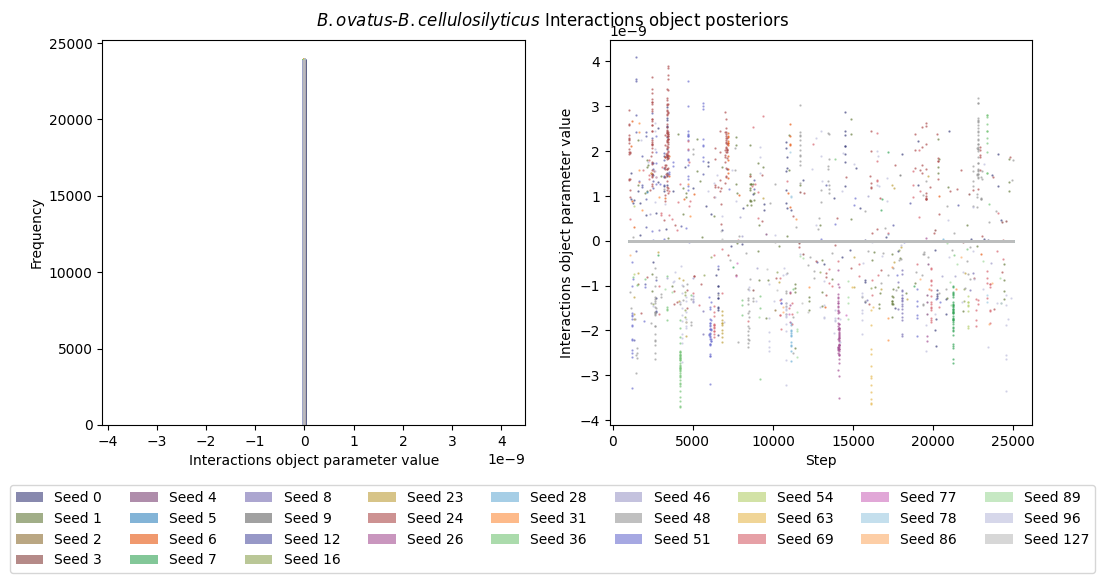 B.ovatus-B.cellulosilyticus Interactions object posteriors
25000
20000
15000
10000
5000
0
Frequency
−4 −3 −2 −1 0 1 2 3 4
1e−9
Interactions object parameter value
1e−9
4
3
2
1
0
−1
−2
−3
−4
Interactions object parameter value
0 5000 10000 15000 20000 25000
Step
Seed 0 Seed 4 Seed 8 Seed 23 Seed 28 Seed 46 Seed 54 Seed 77 Seed 89
Seed 1 Seed 5 Seed 9 Seed 24 Seed 31 Seed 48 Seed 63 Seed 78 Seed 96
Seed 2 Seed 6 Seed 12 Seed 26 Seed 36 Seed 51 Seed 69 Seed 86 Seed 127
Seed 3 Seed 7 Seed 16